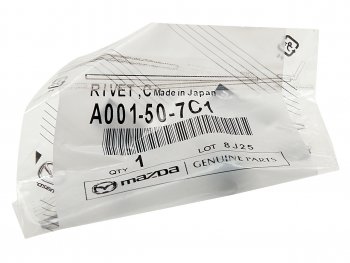 RIVET,C Made in Japan
A001-50-7C1
1
QTY
LOT 8J25
mazda GENUINE PARTS